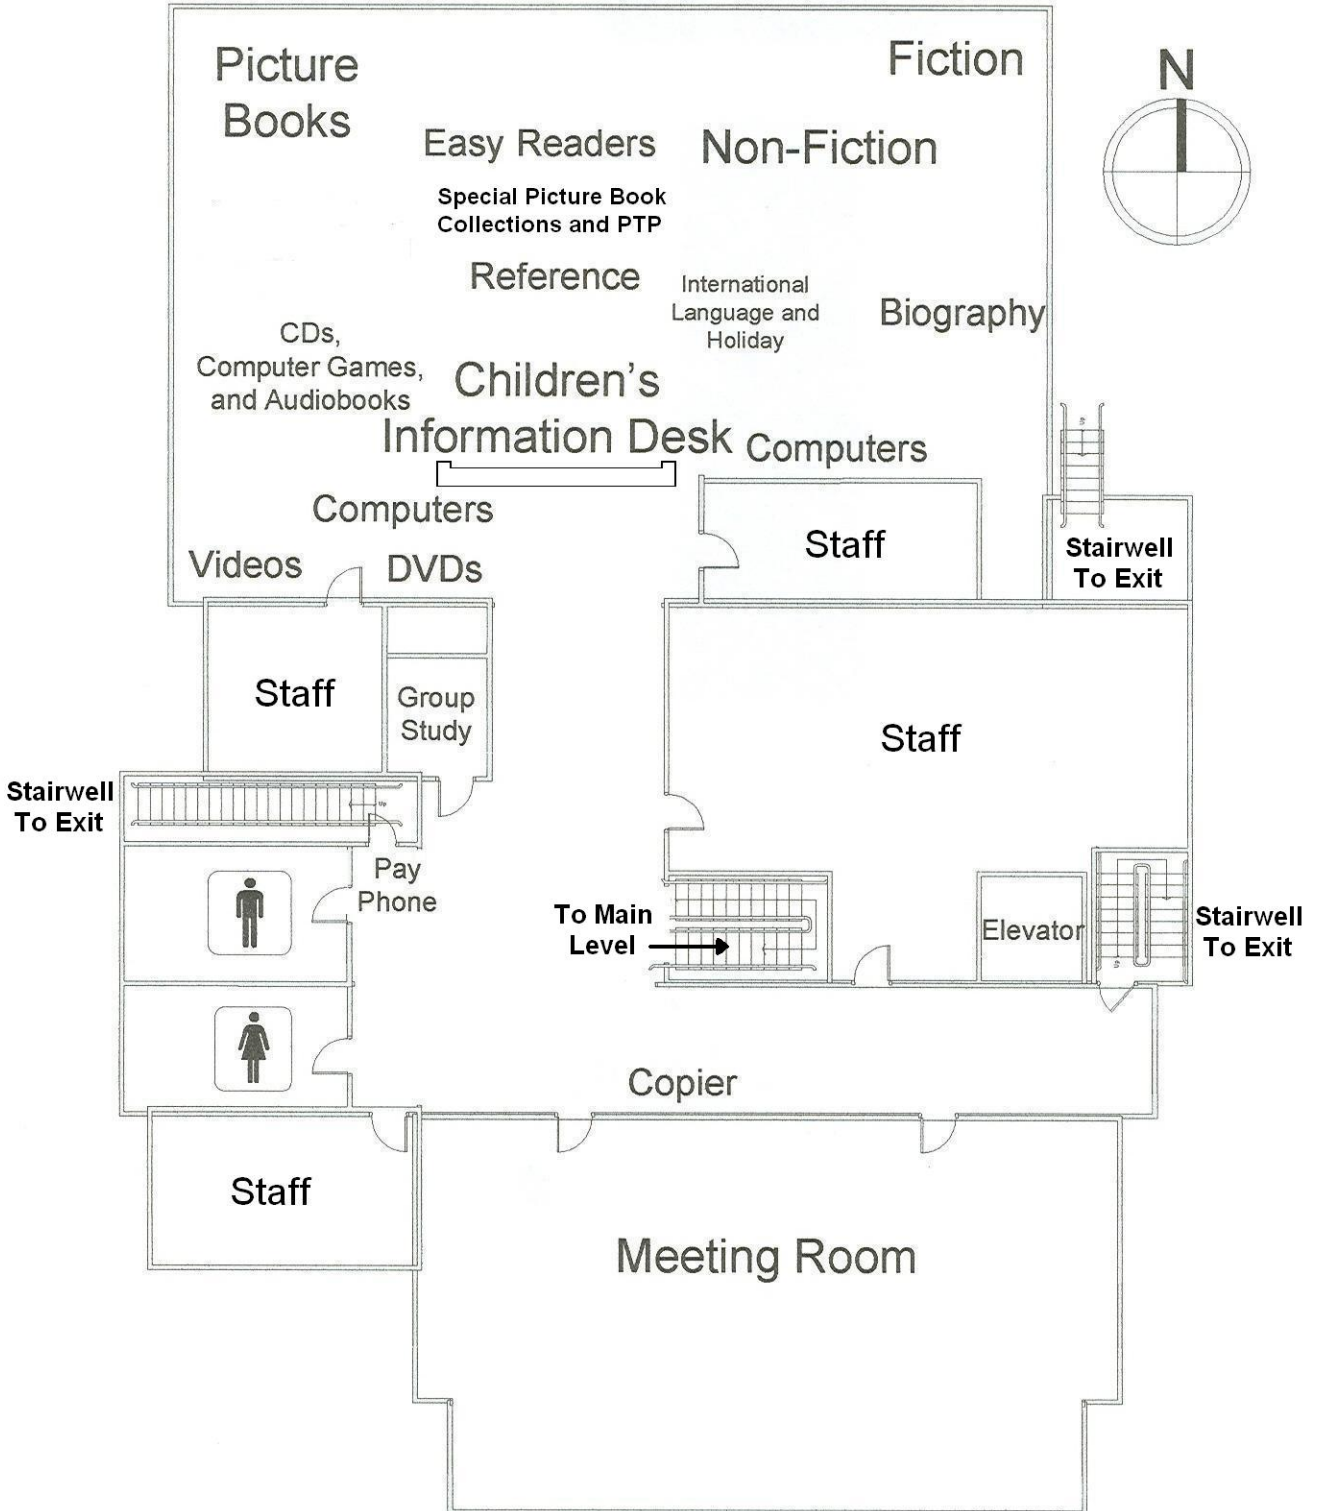 Picture
Books
Fiction
N
Easy Readers
Non-Fiction
Special Picture Book
Collections and PTP
Reference
International
Language and
Holiday
Biography
CDs,
Computer Games,
and Audiobooks
Children's
Information Desk
Computers
Computers
Staff
Stairwell
To Exit
Videos
DVDs
Staff
Group
Study
Staff
Stairwell
To Exit
Pay
Phone
To Main
Level
Elevator
Stairwell
To Exit
Copier
Staff
Meeting Room